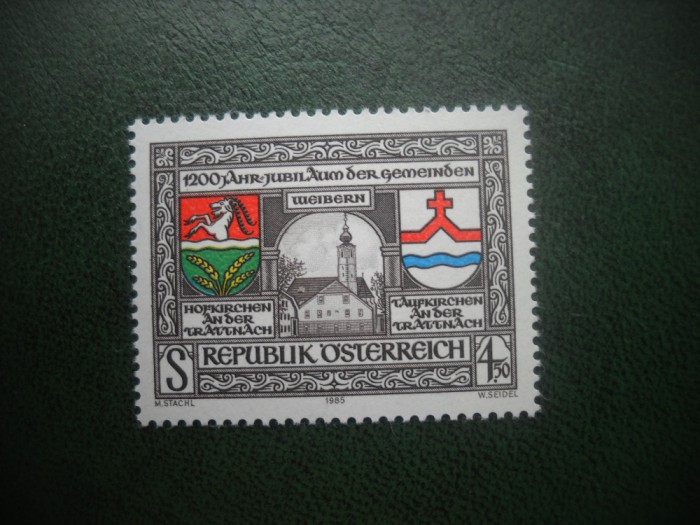 1200 JAHR-JUBILÄUM DER GEMEINDEN
WEIBERN
HOFKIRCHEN
AN DER
TRATTNACH
TAUFKIRCHEN
AN DER
TRATTNACH
S REPUBLIK ÖSTERREICH 4.50
M. STACHL 1985 W. SEIDEL